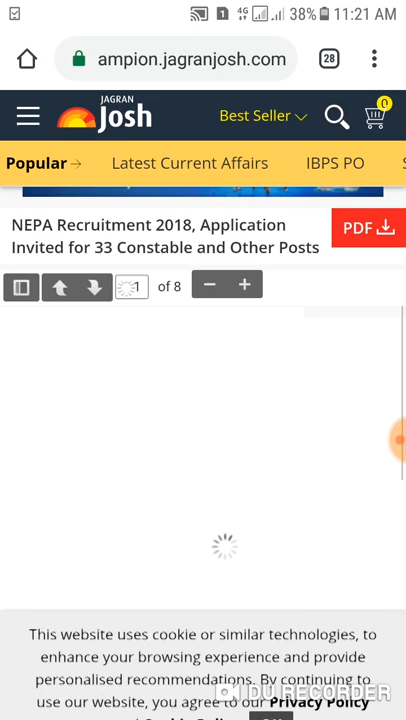 1 4G 38% 11:21 AM
ampion.jagranjosh.com 28
JAGRAN
Josh Best Seller 0
Popular → Latest Current Affairs IBPS PO
NEPA Recruitment 2018, Application
Invited for 33 Constable and Other Posts
PDF
1 of 8 − +
This website uses cookie or similar technologies, to
enhance your browsing experience and provide
personalised recommendations. By continuing to
use our website, you agree to our Privacy Policy
DU RECORDER